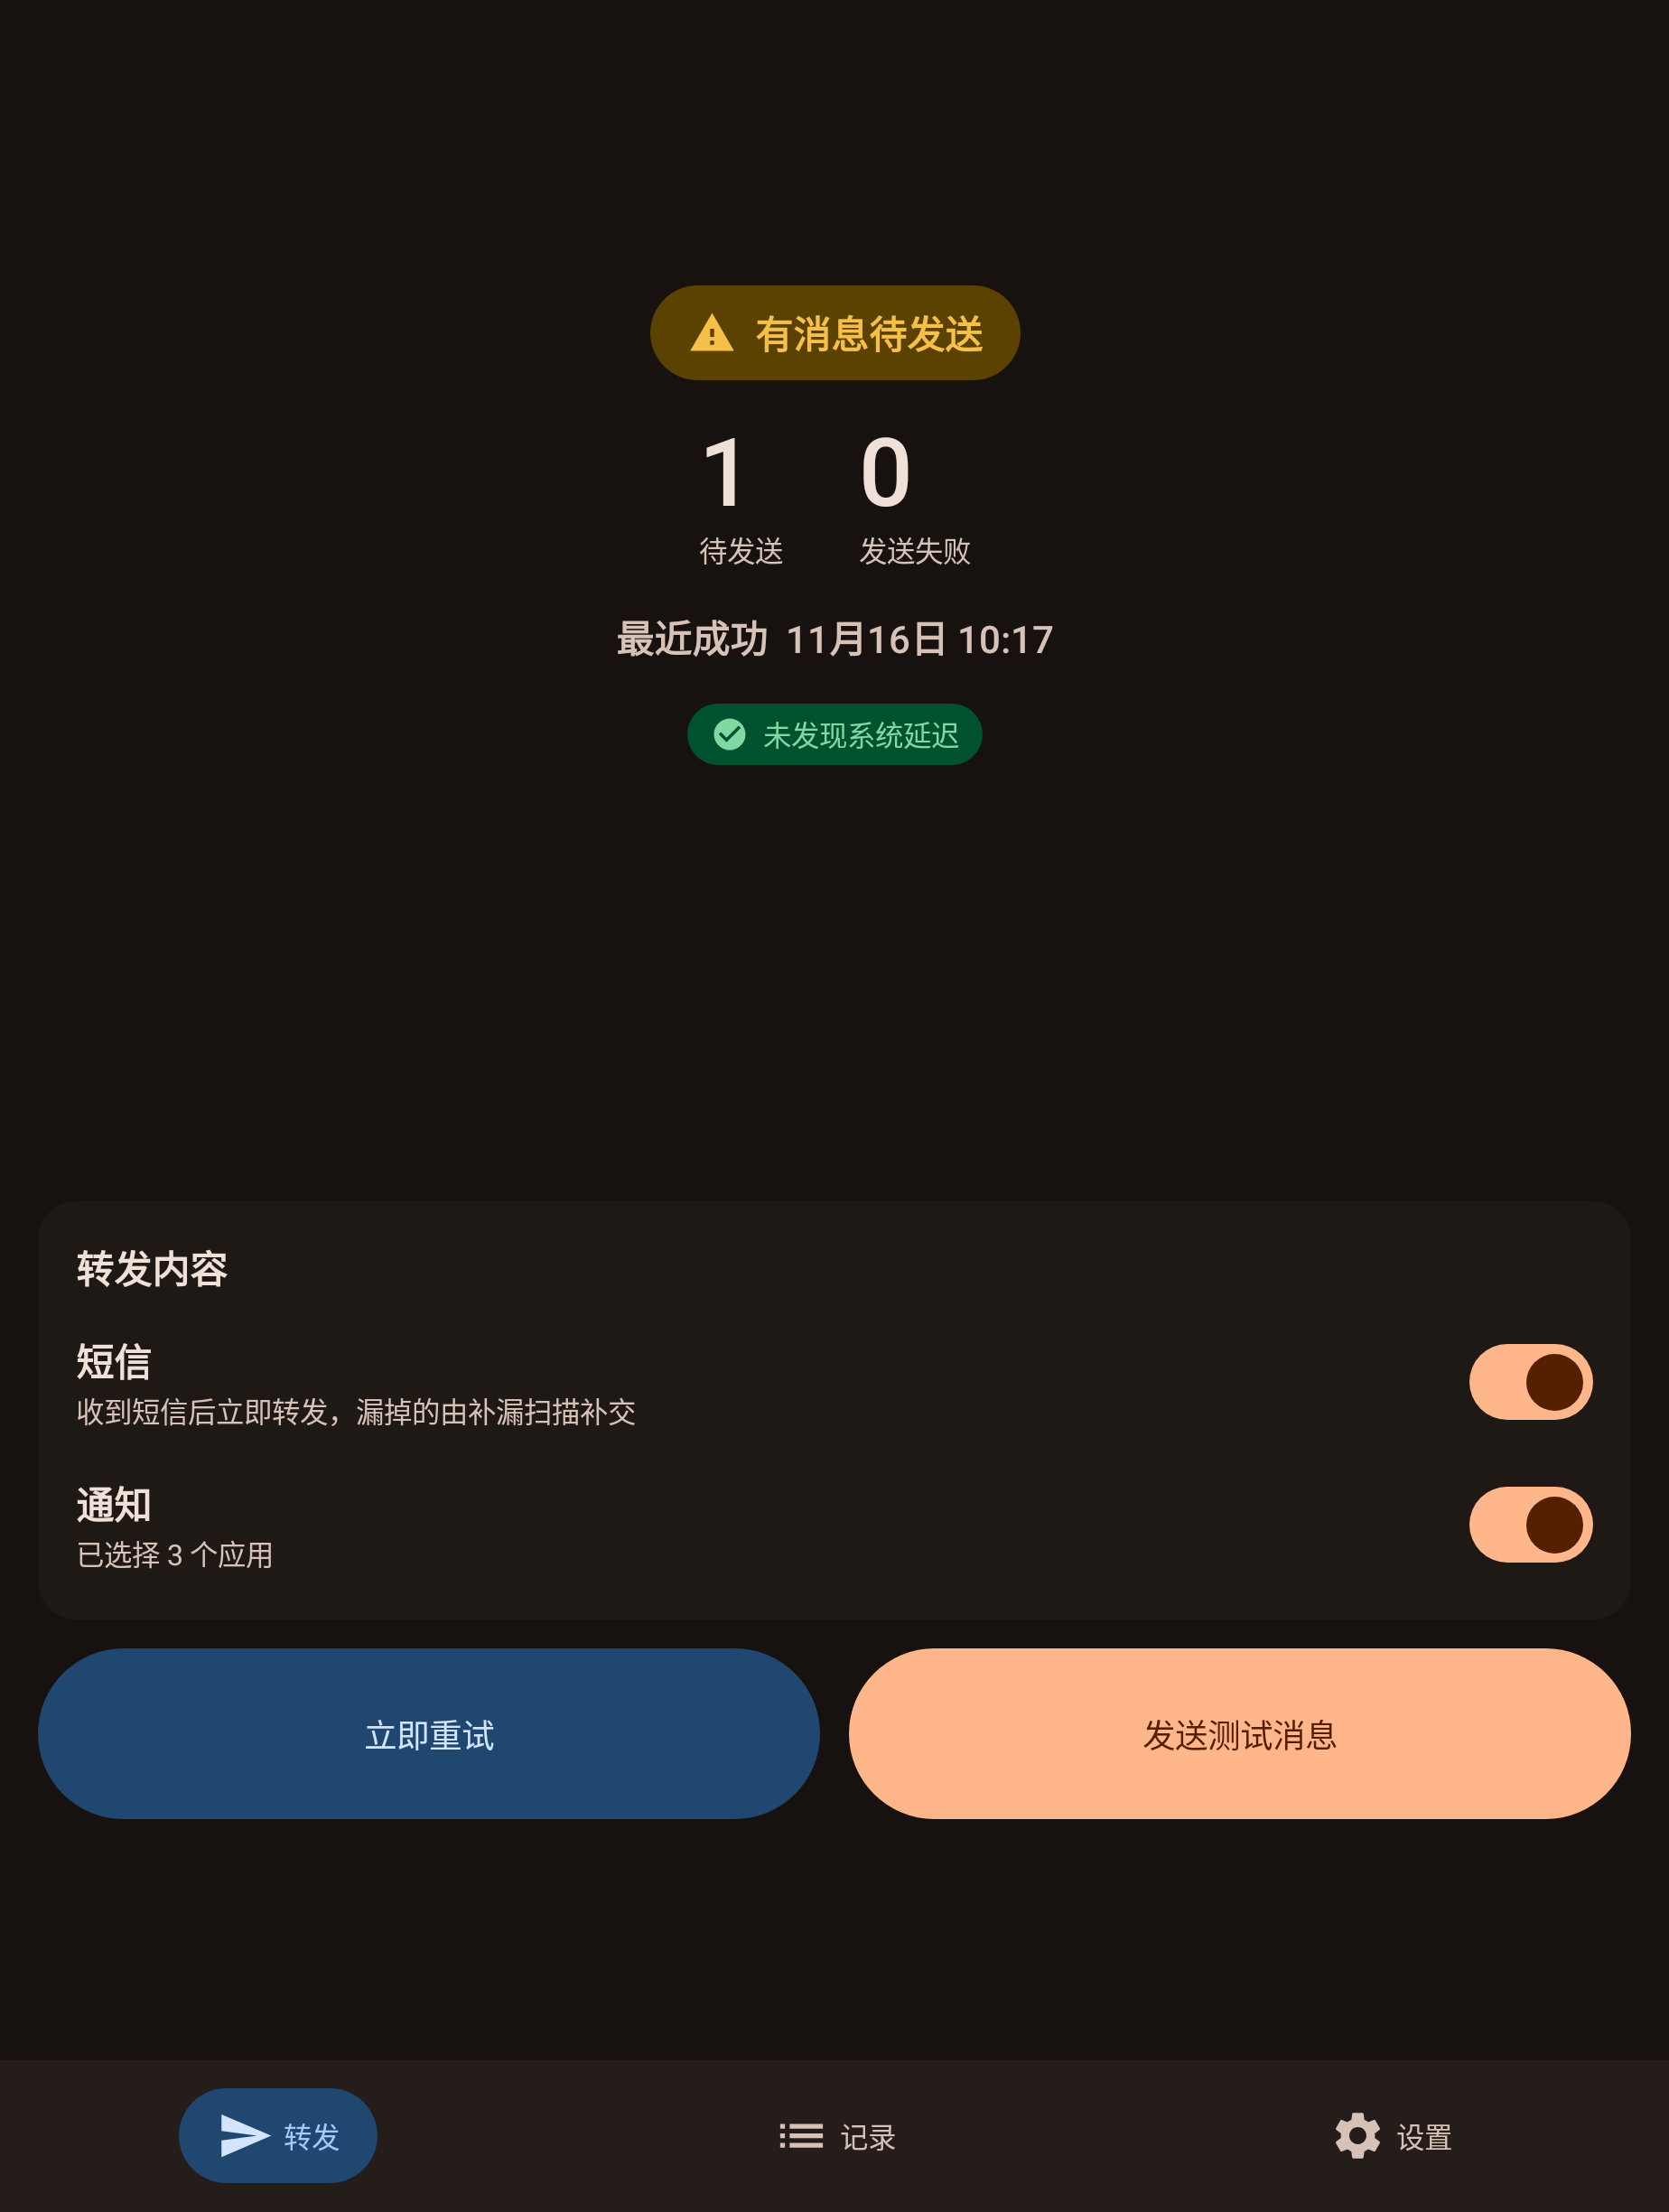 有消息待发送
1 0
待发送 发送失败
最近成功 11月16日 10:17
未发现系统延迟
转发内容
短信
收到短信后立即转发，漏掉的由补漏扫描补交
通知
已选择 3 个应用
立即重试 发送测试消息
转发 记录 设置